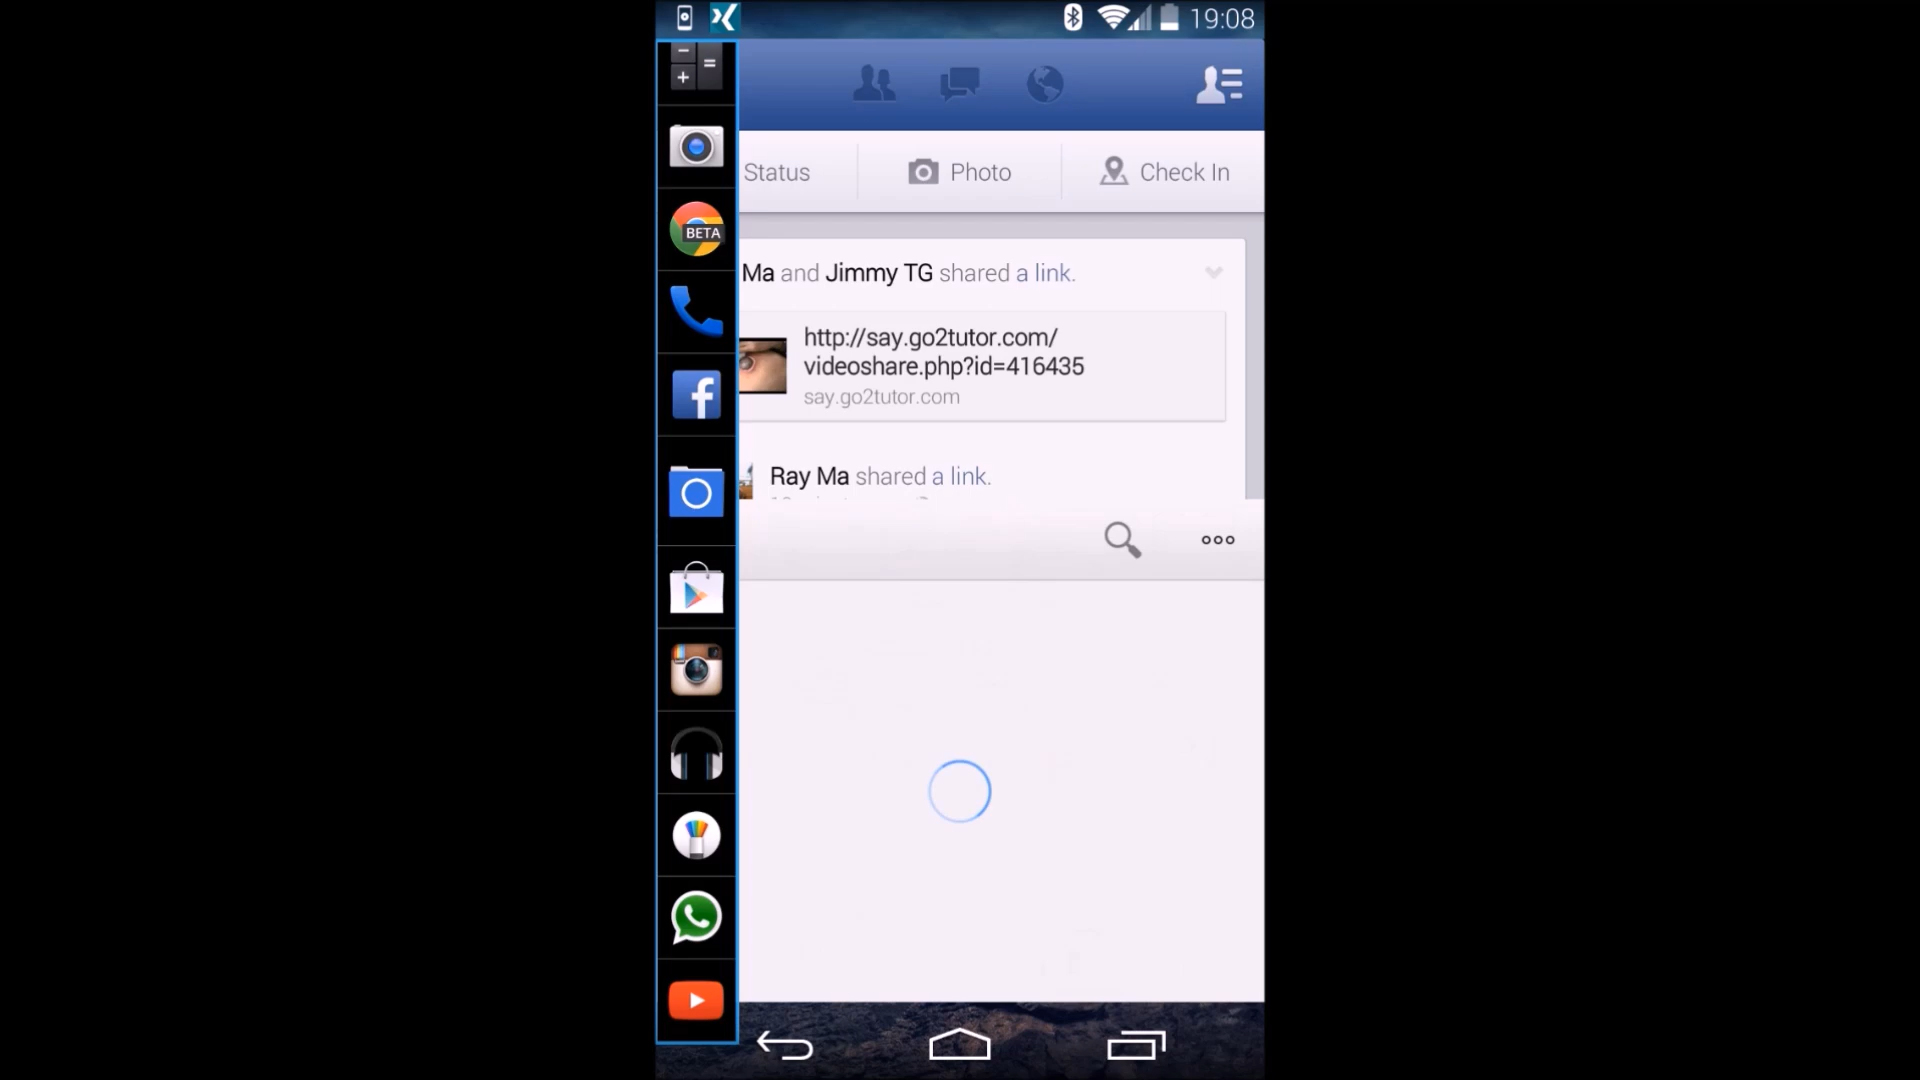 19:08
BETA
Status
Photo
Check In
Ma and Jimmy TG shared a link.
http://say.go2tutor.com/
videoshare.php?id=416435
say.go2tutor.com
Ray Ma shared a link.